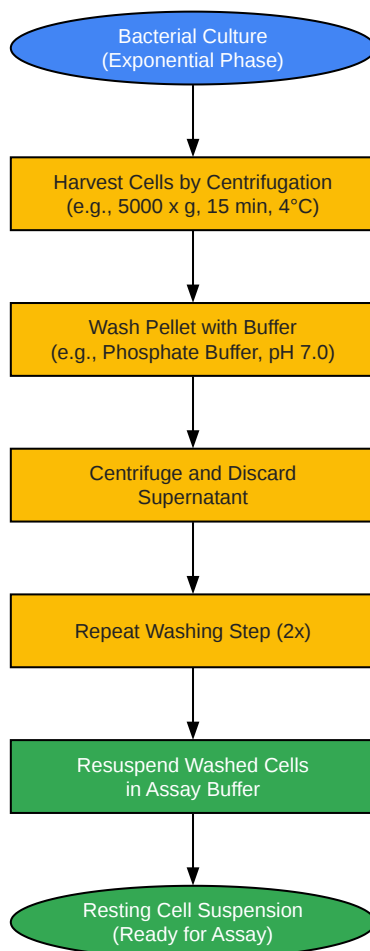 Bacterial Culture
(Exponential Phase)
Harvest Cells by Centrifugation
(e.g., 5000 x g, 15 min, 4°C)
Wash Pellet with Buffer
(e.g., Phosphate Buffer, pH 7.0)
Centrifuge and Discard
Supernatant
Repeat Washing Step (2x)
Resuspend Washed Cells
in Assay Buffer
Resting Cell Suspension
(Ready for Assay)